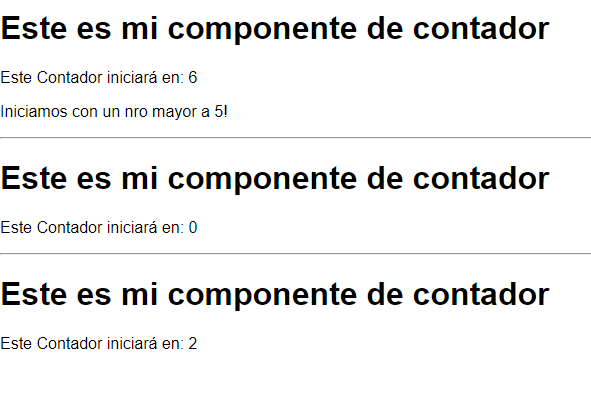 Este es mi componente de contador
Este Contador iniciará en: 6
Iniciamos con un nro mayor a 5!
Este es mi componente de contador
Este Contador iniciará en: 0
Este es mi componente de contador
Este Contador iniciará en: 2